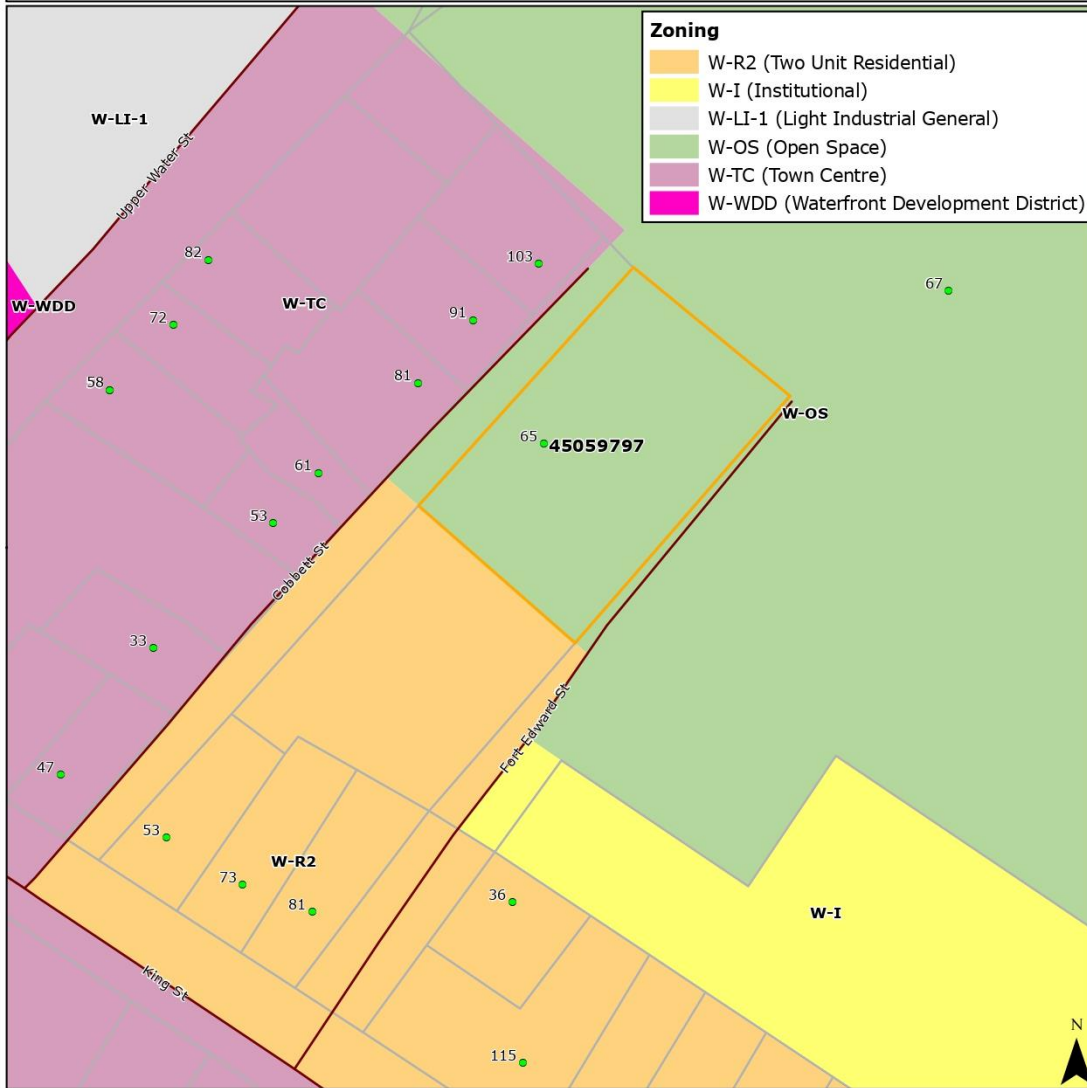 Zoning
W-R2 (Two Unit Residential)
W-I (Institutional)
W-LI-1 (Light Industrial General)
W-OS (Open Space)
W-TC (Town Centre)
W-WDD (Waterfront Development District)
W-LI-1
Upper Water St
82
103
67
W-WDD
W-TC
72
91
58
81
W-OS
65
45059797
61
53
Cobbett St
33
Fort Edward St
47
53
W-R2
73
81
36
W-I
King St
N
115